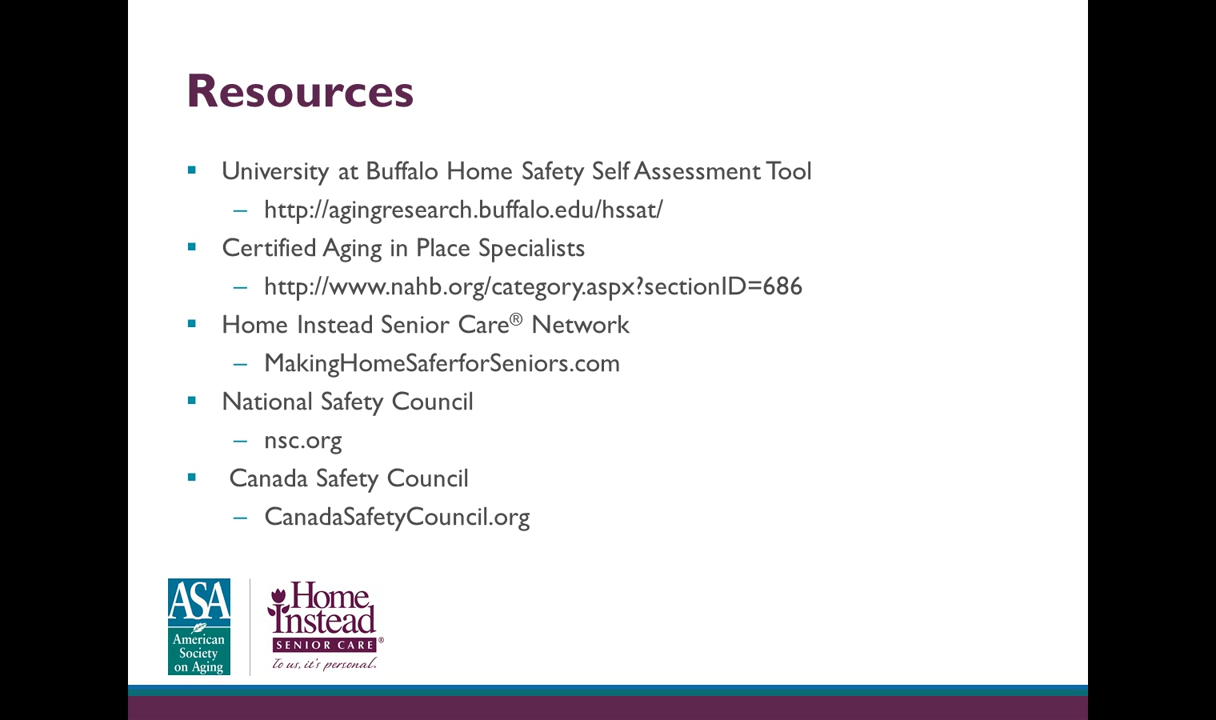 Resources
▪ University at Buffalo Home Safety Self Assessment Tool
– http://agingresearch.buffalo.edu/hssat/
▪ Certified Aging in Place Specialists
– http://www.nahb.org/category.aspx?sectionID=686
▪ Home Instead Senior Care® Network
– MakingHomeSaferforSeniors.com
▪ National Safety Council
– nsc.org
▪ Canada Safety Council
– CanadaSafetyCouncil.org
ASA
American
Society
on Aging
Home
Instead
SENIOR CARE®
To us, it's personal.